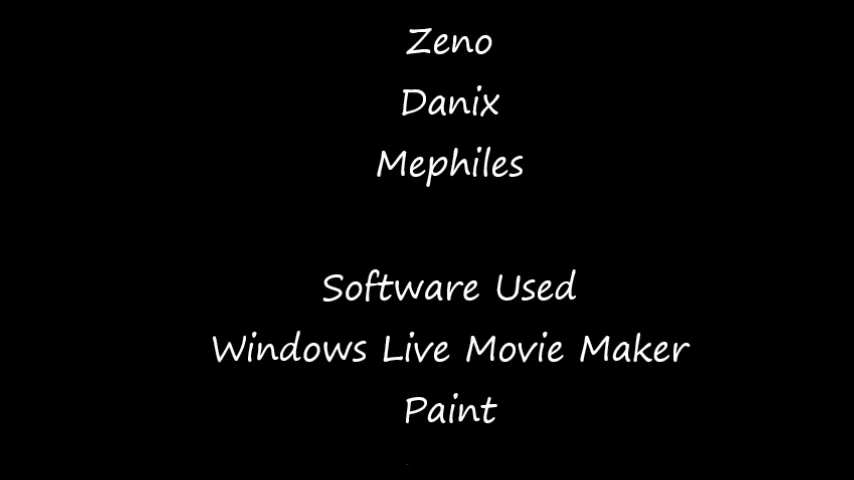 Zeno
Danix
Mephiles
Software Used
Windows Live Movie Maker
Paint